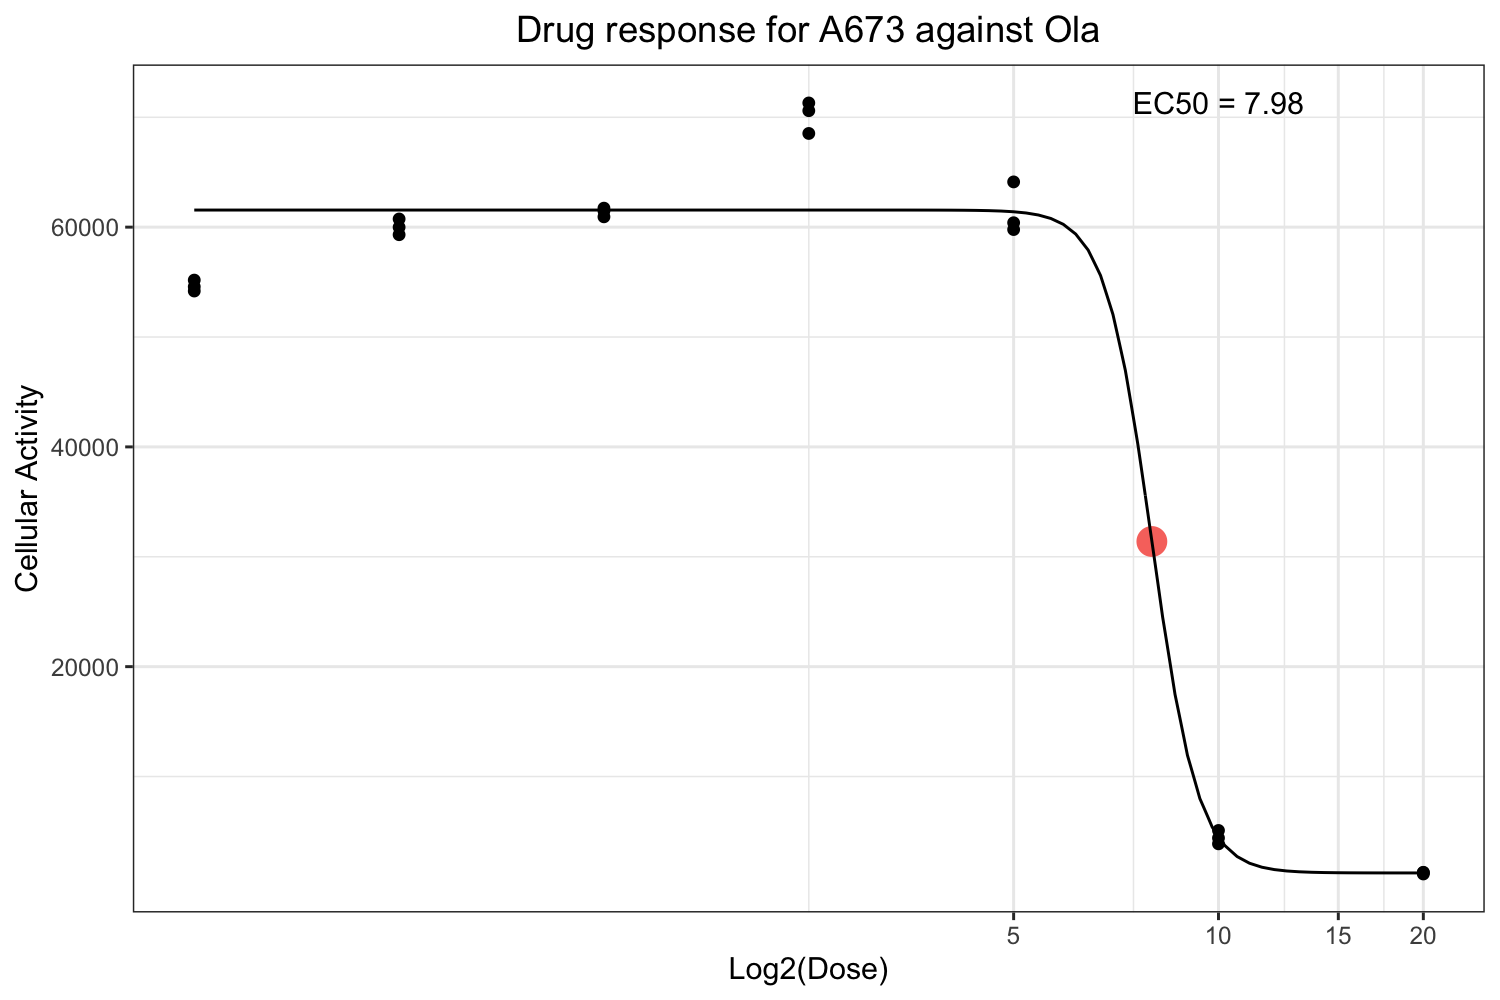 Drug response for A673 against Ola
EC50 = 7.98
Cellular Activity
60000
40000
20000
5
10
15
20
Log2(Dose)